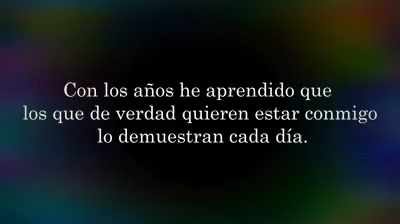 Con los años he aprendido que
los que de verdad quieren estar conmigo
lo demuestran cada día.